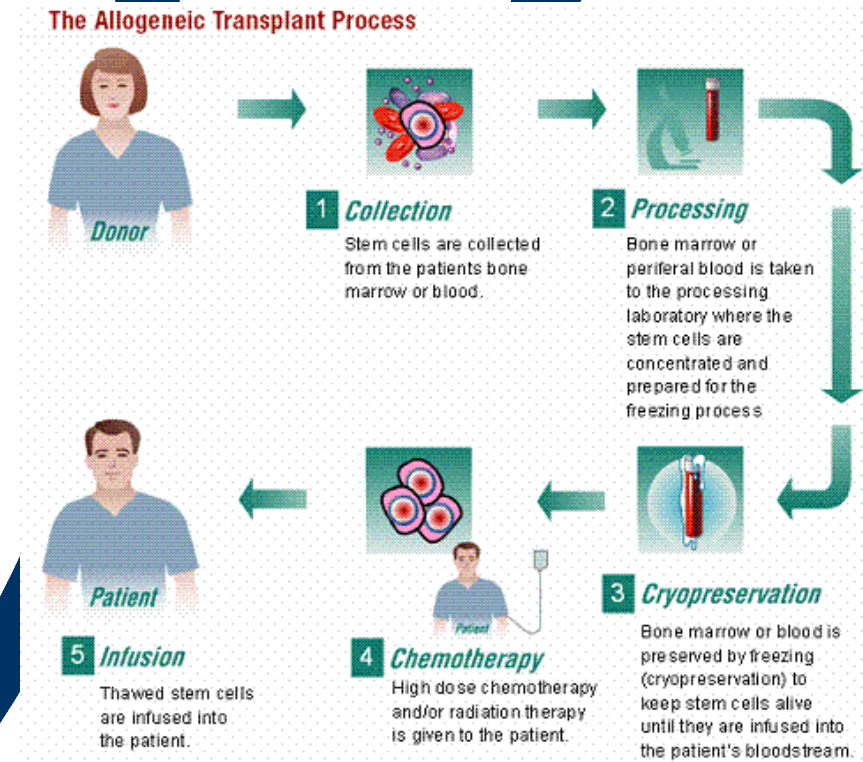 The Allogeneic Transplant Process
Donor
1 Collection
Stem cells are collected
from the patients bone
marrow or blood.
2 Processing
Bone marrow or
periferal blood is taken
to the processing
laboratory where the
stem cells are
concentrated and
prepared for the
freezing process
3 Cryopreservation
Bone marrow or blood is
preserved by freezing
(cryopreservation) to
keep stem cells alive
until they are infused into
the patient's bloodstream.
Patient
4 Chemotherapy
High dose chemotherapy
and/or radiation therapy
is given to the patient.
Patient
5 Infusion
Thawed stem cells
are infused into
the patient.